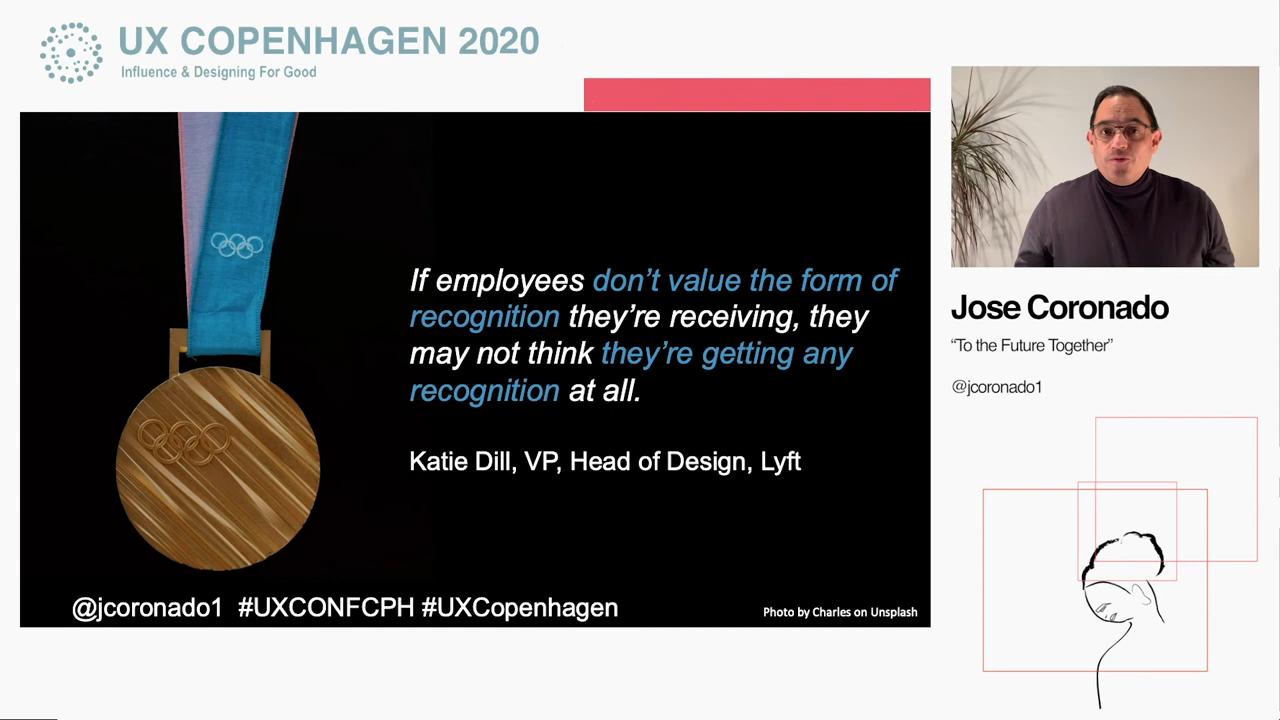 UX COPENHAGEN 2020
Influence & Designing For Good
If employees don’t value the form of
recognition they’re receiving, they
may not think they’re getting any
recognition at all.
Katie Dill, VP, Head of Design, Lyft
@jcoronado1 #UXCONFCPH #UXCopenhagen
Photo by Charles on Unsplash
Jose Coronado
“To the Future Together”
@jcoronado1